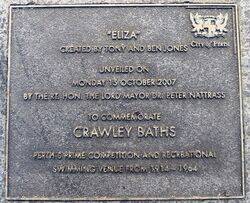 "ELIZA"
CREATED BY TONY AND BEN JONES
CITY of PERTH
UNVEILED ON
MONDAY 15 OCTOBER 2007
BY THE RT. HON. THE LORD MAYOR DR. PETER NATTRASS
TO COMMEMORATE
CRAWLEY BATHS
PERTH'S PRIME COMPETITION AND RECREATIONAL
SWIMMING VENUE FROM 1914 - 1964